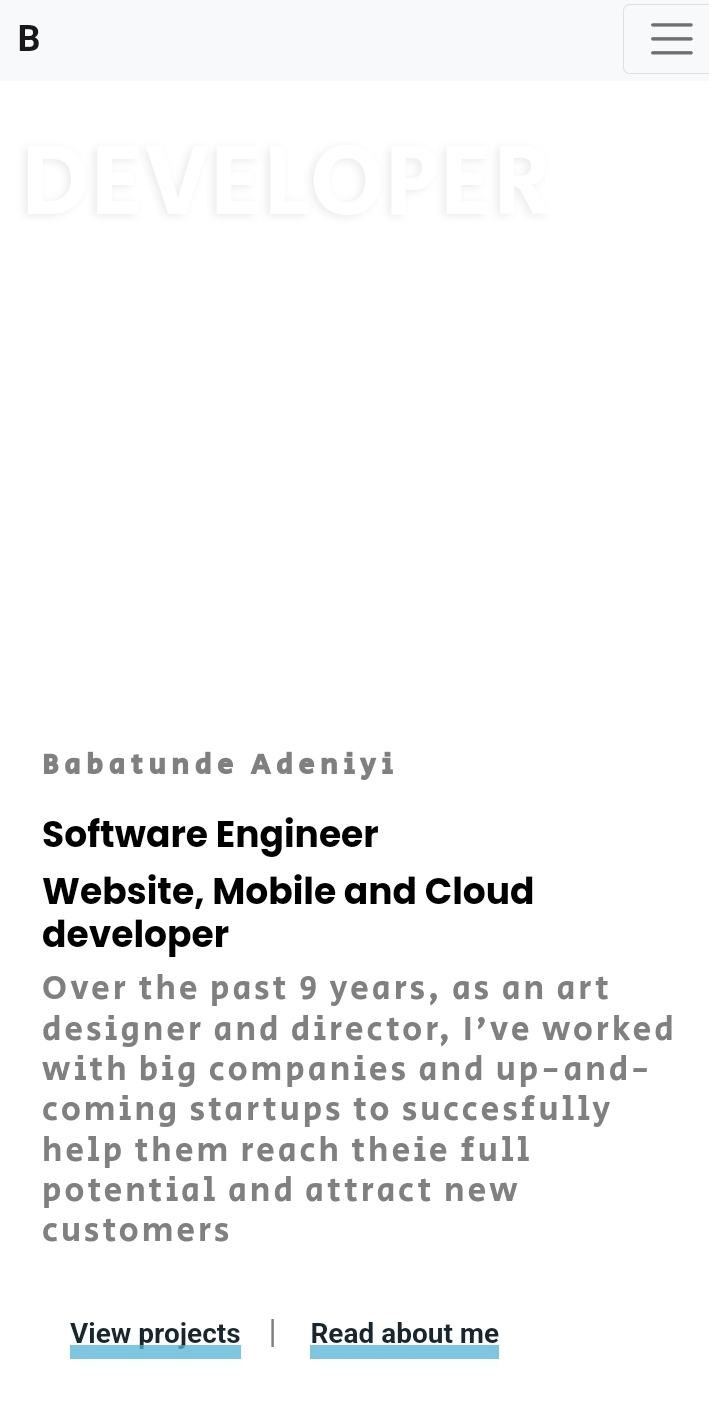 B
DEVELOPER
Babatunde Adeniyi
Software Engineer
Website, Mobile and Cloud
developer
Over the past 9 years, as an art
designer and director, I’ve worked
with big companies and up-and-
coming startups to succesfully
help them reach theie full
potential and attract new
customers
View projects | Read about me